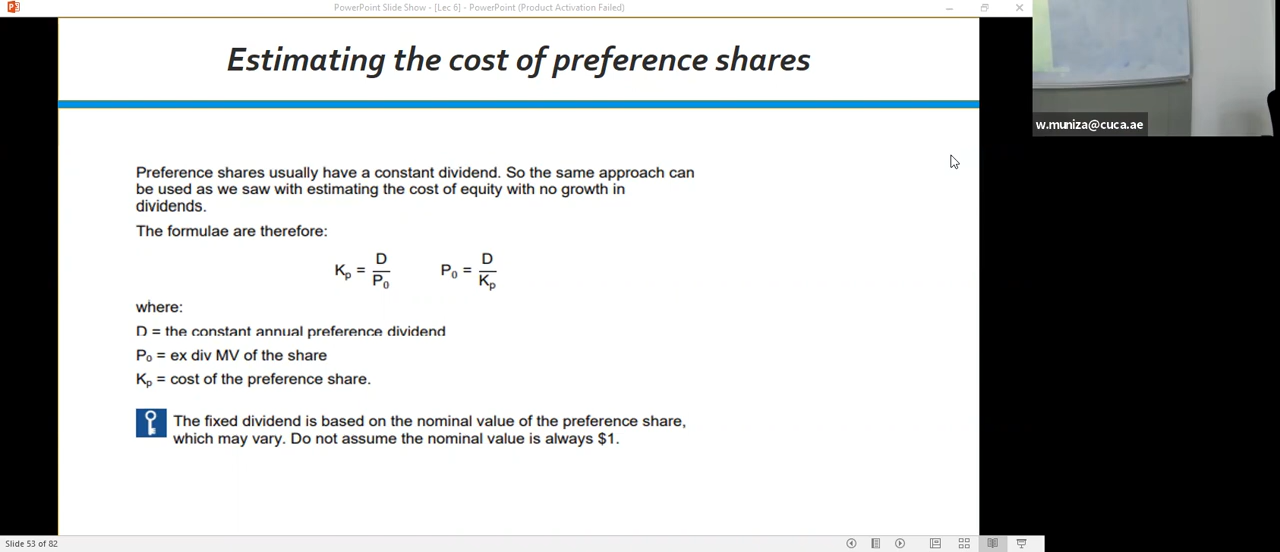 PowerPoint Slide Show - [Lec 6] - PowerPoint (Product Activation Failed)
Estimating the cost of preference shares
w.muniza@cuca.ae
Preference shares usually have a constant dividend. So the same approach can
be used as we saw with estimating the cost of equity with no growth in
dividends.
The formulae are therefore:
Kp = D/P0 P0 = D/Kp
where:
D = the constant annual preference dividend
P0 = ex div MV of the share
Kp = cost of the preference share.
The fixed dividend is based on the nominal value of the preference share,
which may vary. Do not assume the nominal value is always $1.
Slide 53 of 82